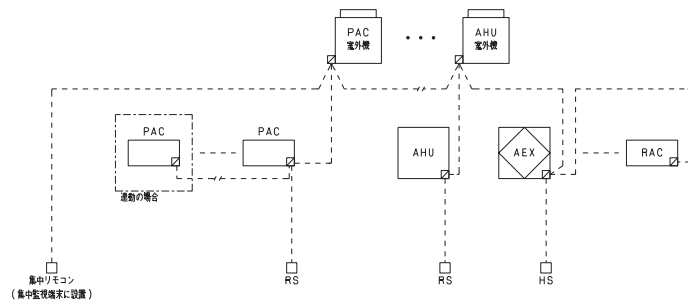 PAC
室外機
AHU
室外機
PAC
PAC
AHU
AEX
RAC
連動の場合
集中リモコン
(集中監視端末に設置)
RS
RS
HS